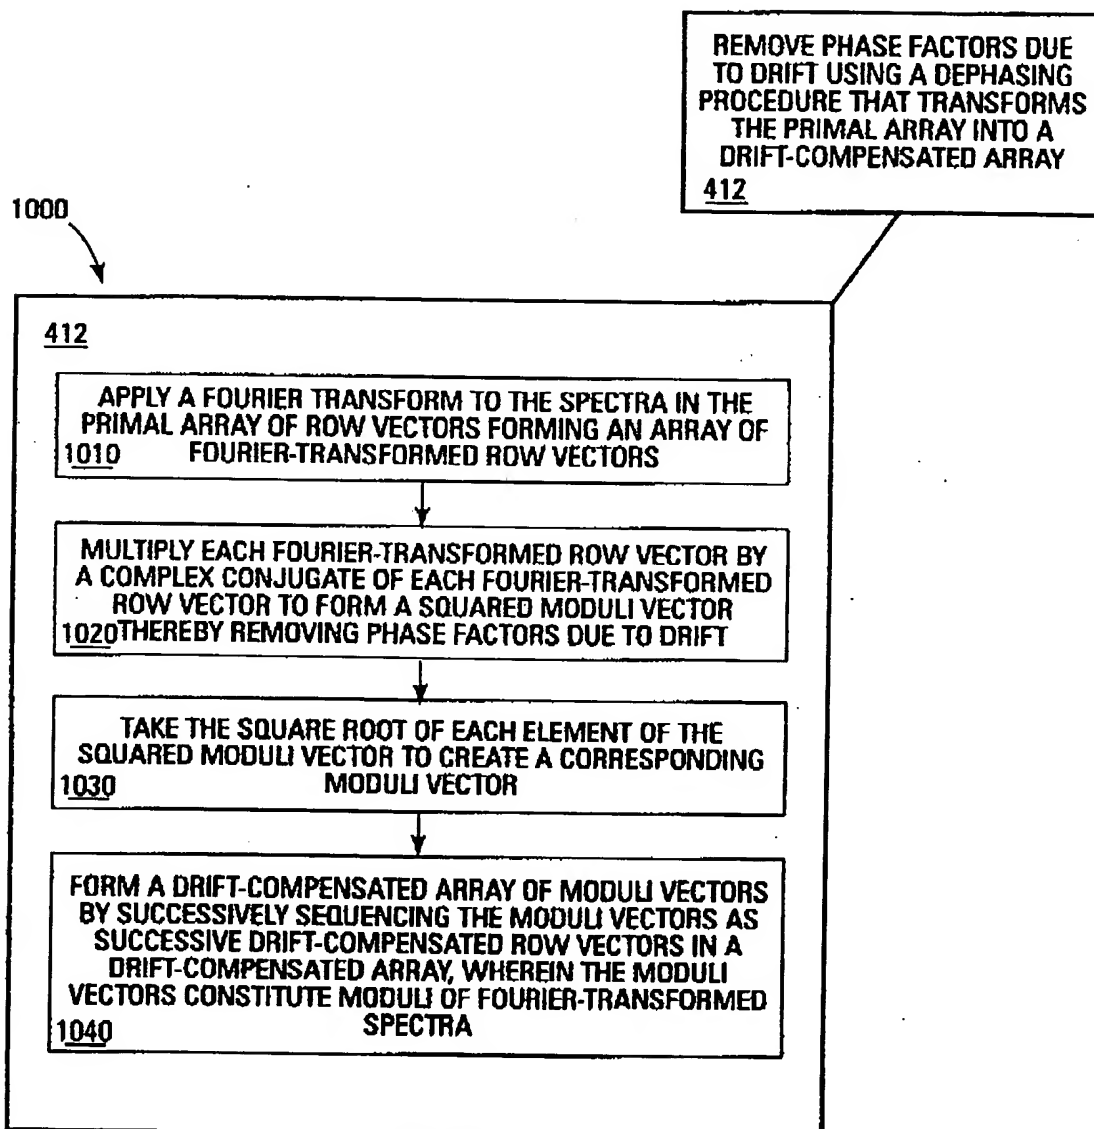 REMOVE PHASE FACTORS DUE
TO DRIFT USING A DEPHASING
PROCEDURE THAT TRANSFORMS
THE PRIMAL ARRAY INTO A
DRIFT-COMPENSATED ARRAY
412
1000
412
APPLY A FOURIER TRANSFORM TO THE SPECTRA IN THE
PRIMAL ARRAY OF ROW VECTORS FORMING AN ARRAY OF
1010 FOURIER-TRANSFORMED ROW VECTORS
MULTIPLY EACH FOURIER-TRANSFORMED ROW VECTOR BY
A COMPLEX CONJUGATE OF EACH FOURIER-TRANSFORMED
ROW VECTOR TO FORM A SQUARED MODULI VECTOR
1020 THEREBY REMOVING PHASE FACTORS DUE TO DRIFT
TAKE THE SQUARE ROOT OF EACH ELEMENT OF THE
SQUARED MODULI VECTOR TO CREATE A CORRESPONDING
1030 MODULI VECTOR
FORM A DRIFT-COMPENSATED ARRAY OF MODULI VECTORS
BY SUCCESSIVELY SEQUENCING THE MODULI VECTORS AS
SUCCESSIVE DRIFT-COMPENSATED ROW VECTORS IN A
DRIFT-COMPENSATED ARRAY, WHEREIN THE MODULI
VECTORS CONSTITUTE MODULI OF FOURIER-TRANSFORMED
1040 SPECTRA